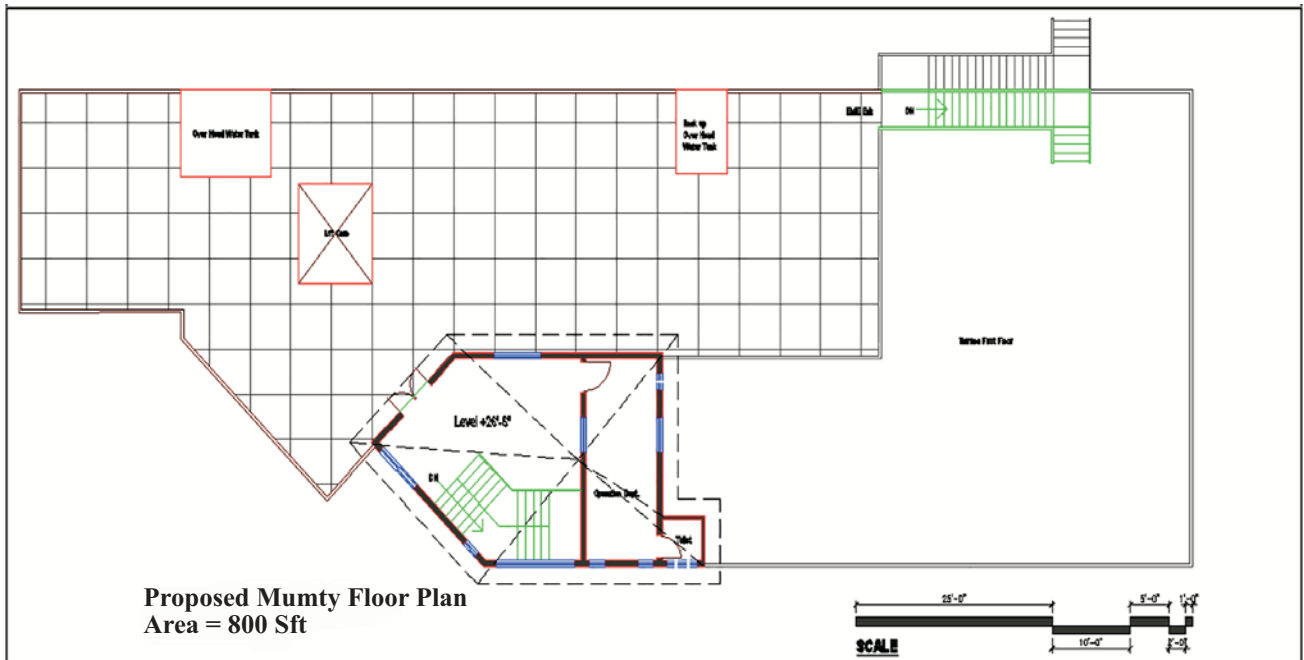 Over Head Water Tank
Back up
Over Head
Water Tank
DN
Terrace First Floor
Level +26'-6"
DN
Operation Dept.
Toilet
Proposed Mumty Floor Plan
Area = 800 Sft
25'-0"
10'-0"
5'-0"
2'-0"
1'-0"
SCALE